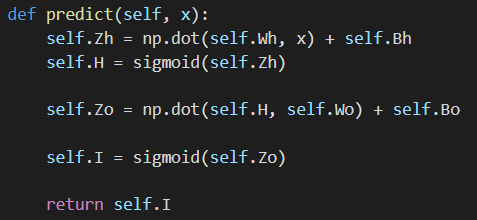 def predict(self, x):
    self.Zh = np.dot(self.Wh, x) + self.Bh
    self.H = sigmoid(self.Zh)
    self.Zo = np.dot(self.H, self.Wo) + self.Bo
    self.I = sigmoid(self.Zo)
    return self.I